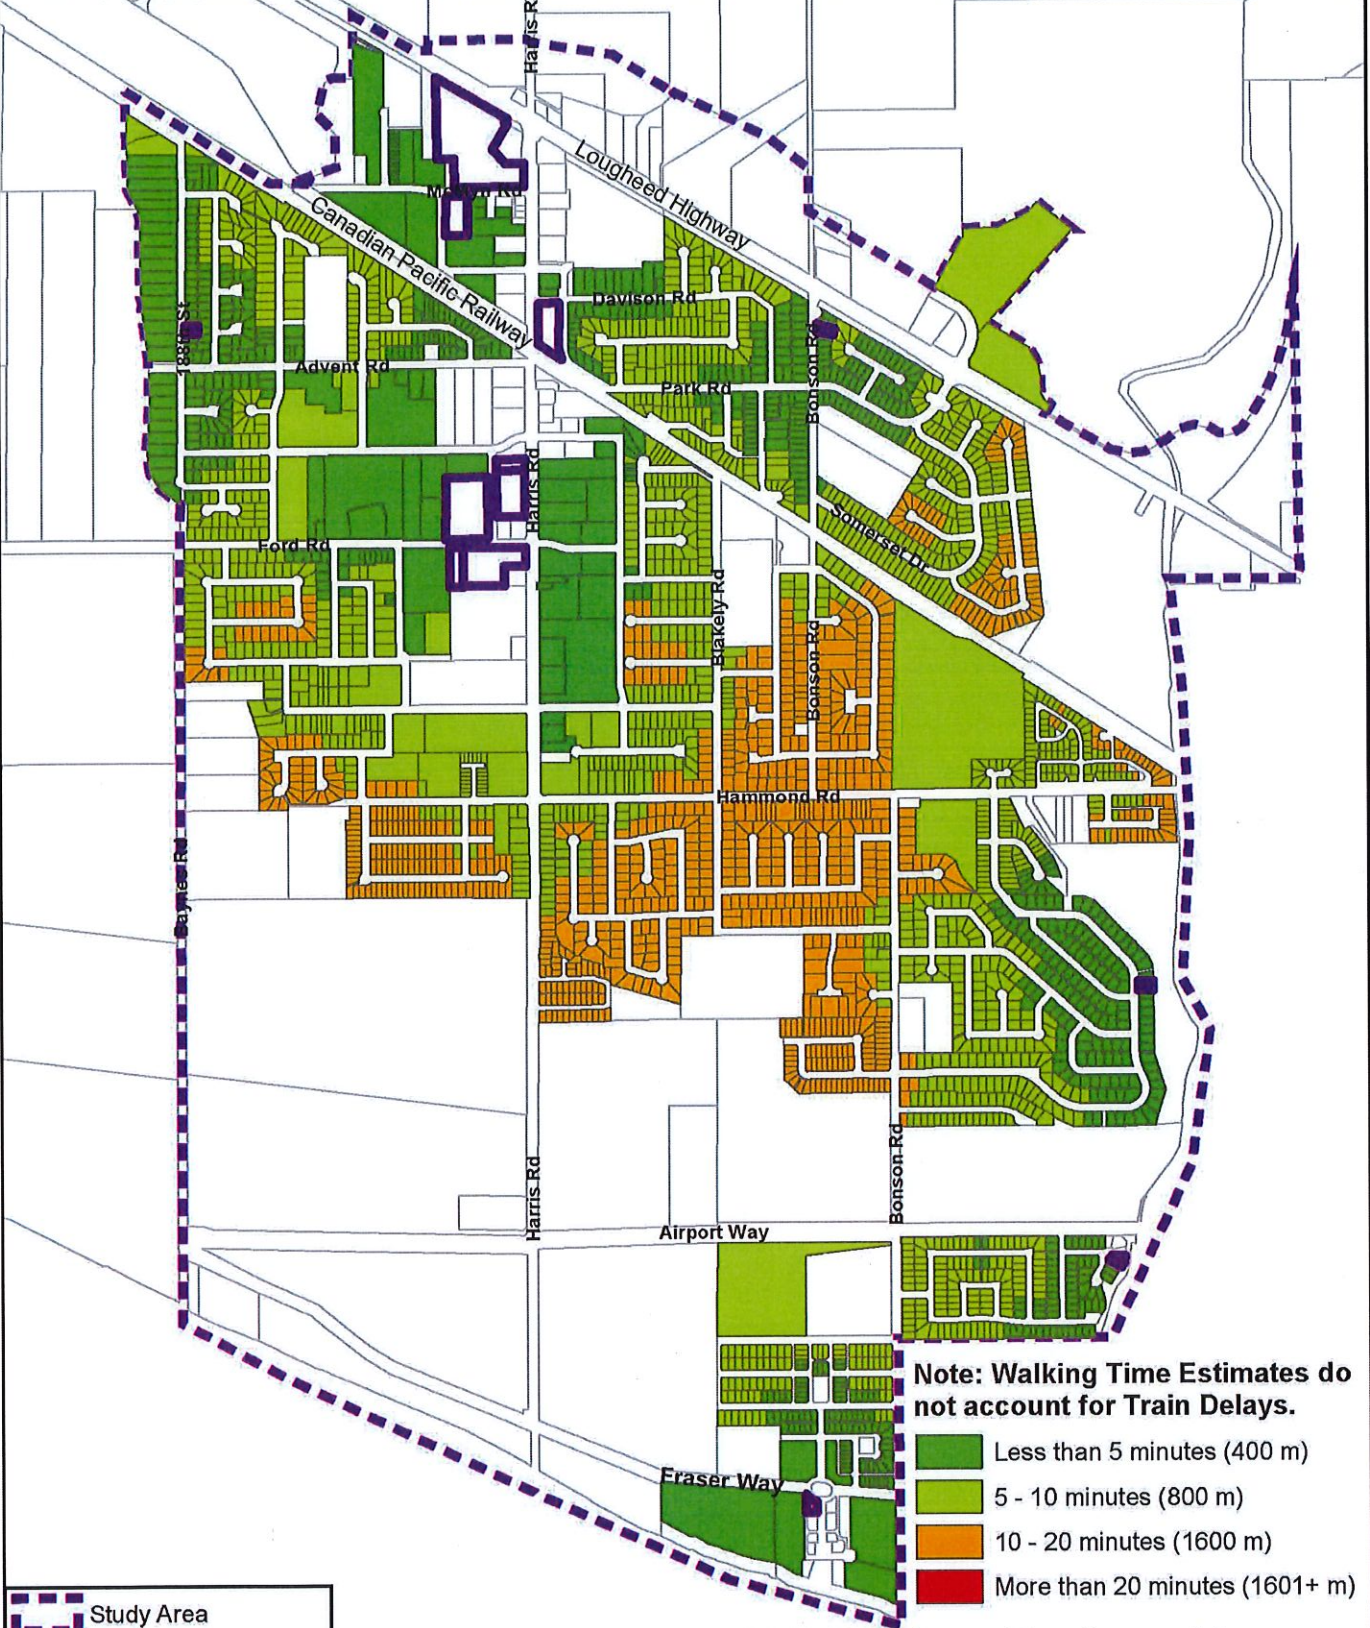 Harris R
Lougheed Highway
McMyn Rd
Canadian Pacific Railway
Davison Rd
188th St
Advent Rd
Park Rd
Bonson Rd
Harris Rd
Somerset Dr
Ford Rd
Blakely Rd
Bonson Rd
Hammond Rd
Baynes Rd
Bonson Rd
Harris Rd
Airport Way
Note: Walking Time Estimates do
not account for Train Delays.
Less than 5 minutes (400 m)
Fraser Way
5 - 10 minutes (800 m)
10 - 20 minutes (1600 m)
More than 20 minutes (1601+ m)
Study Area